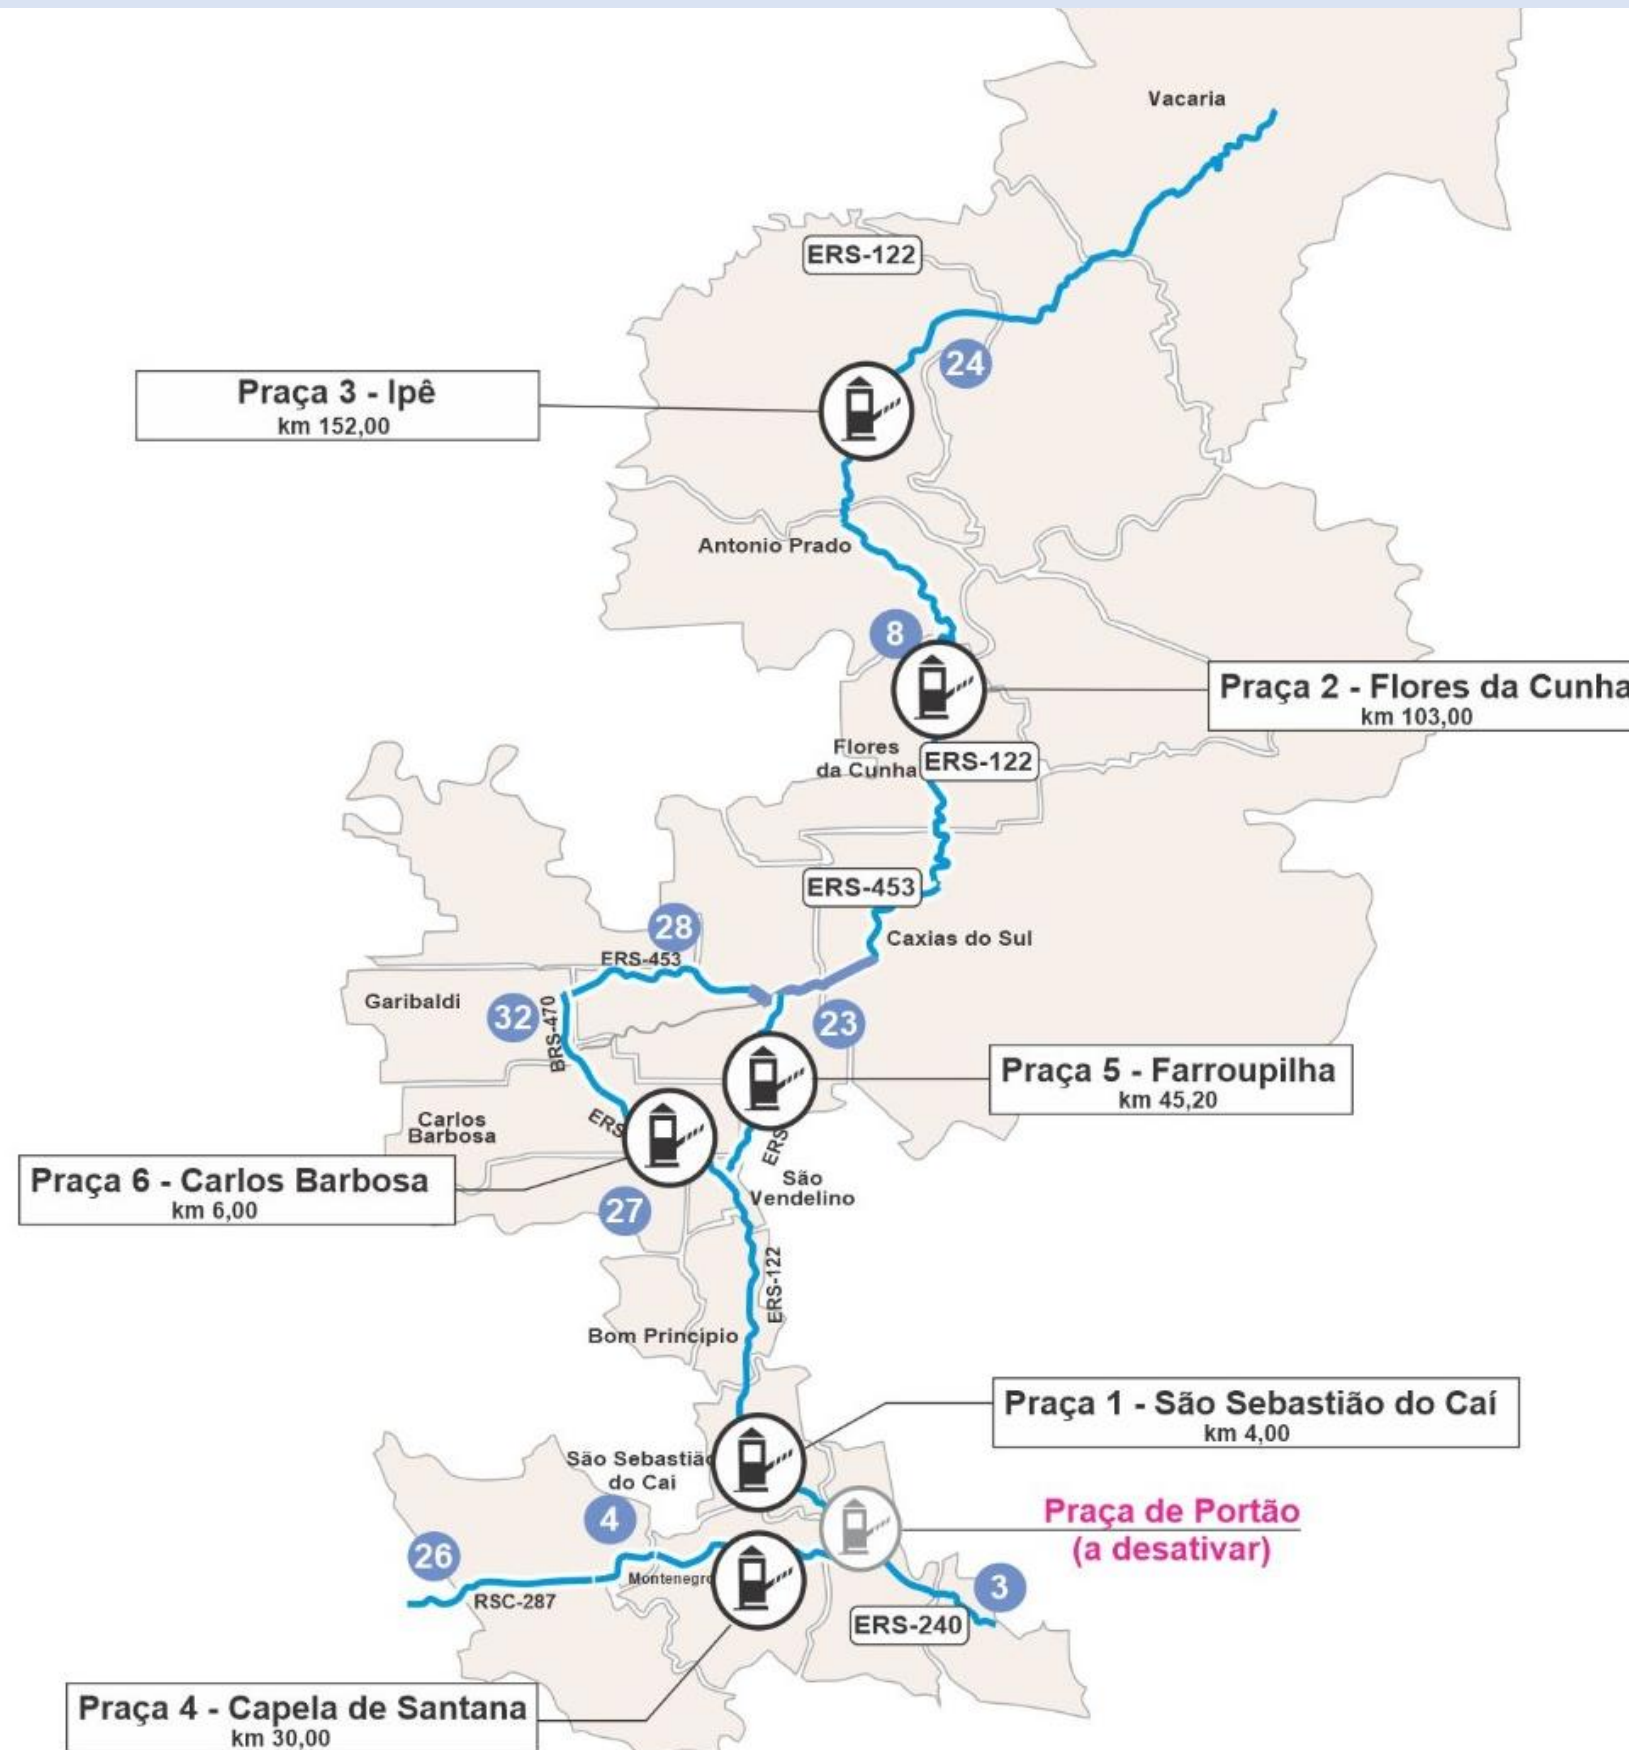 Vacaria
ERS-122
24
Praça 3 - Ipê
km 152,00
Antonio Prado
8
Praça 2 - Flores da Cunha
km 103,00
Flores
da Cunha
ERS-122
ERS-453
28
Caxias do Sul
ERS-453
Garibaldi
32
BRS-470
23
Praça 5 - Farroupilha
km 45,20
Carlos
Barbosa
ERS
ERS
Praça 6 - Carlos Barbosa
km 6,00
São
Vendelino
27
ERS-122
Bom Principio
Praça 1 - São Sebastião do Caí
km 4,00
São Sebastião
do Cai
4
Praça de Portão
(a desativar)
26
Montenegro
3
RSC-287
ERS-240
Praça 4 - Capela de Santana
km 30,00